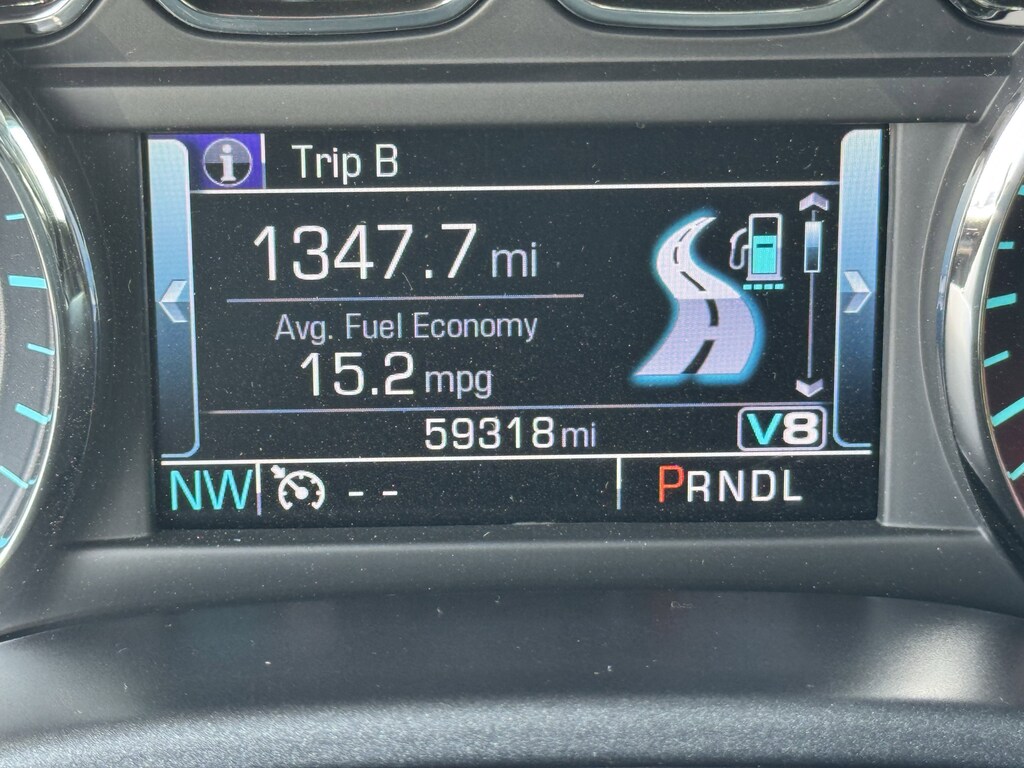 Trip B
1347.7 mi
Avg. Fuel Economy
15.2 mpg
59318 mi
V8
NW
- -
PRNDL